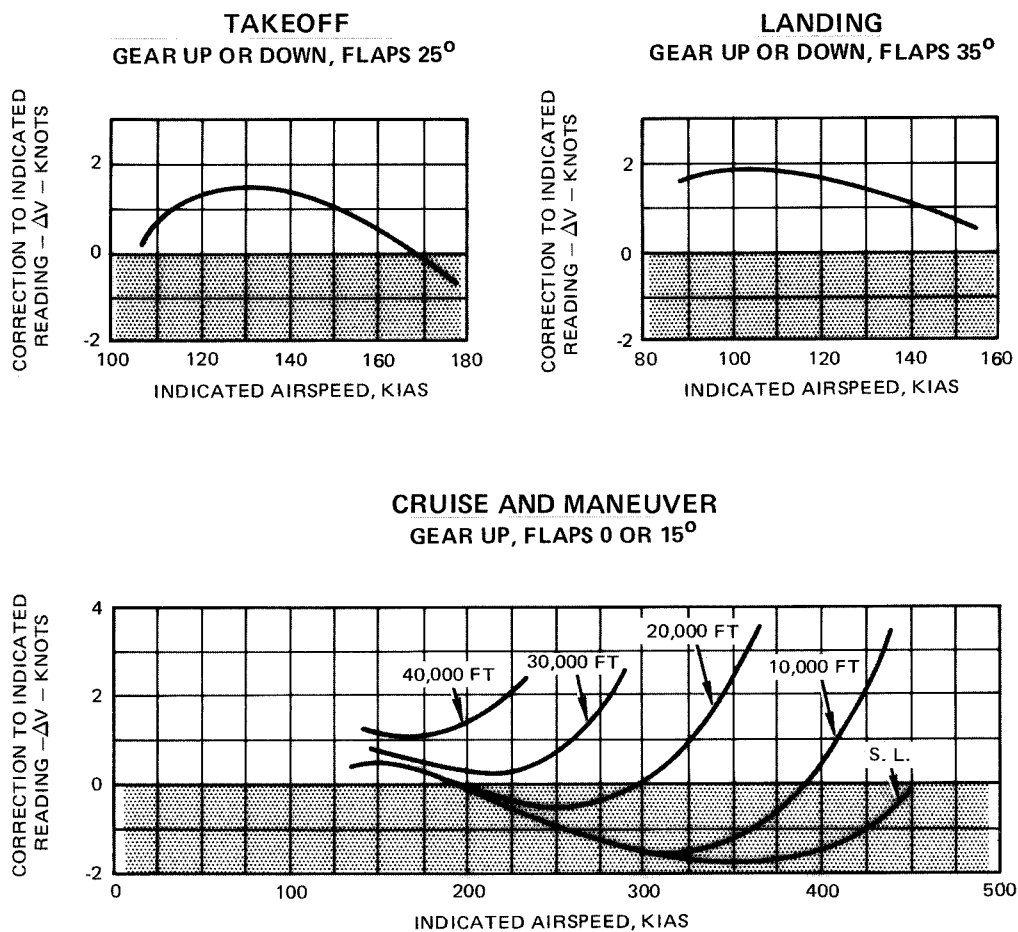 TAKEOFF
GEAR UP OR DOWN, FLAPS 25°
CORRECTION TO INDICATED
READING – ΔV – KNOTS
2
0
-2
100 120 140 160 180
INDICATED AIRSPEED, KIAS
LANDING
GEAR UP OR DOWN, FLAPS 35°
CORRECTION TO INDICATED
READING – ΔV – KNOTS
2
0
-2
80 100 120 140 160
INDICATED AIRSPEED, KIAS
CRUISE AND MANEUVER
GEAR UP, FLAPS 0 OR 15°
CORRECTION TO INDICATED
READING –ΔV – KNOTS
4
2
0
-2
40,000 FT
30,000 FT
20,000 FT
10,000 FT
S. L.
0 100 200 300 400 500
INDICATED AIRSPEED, KIAS